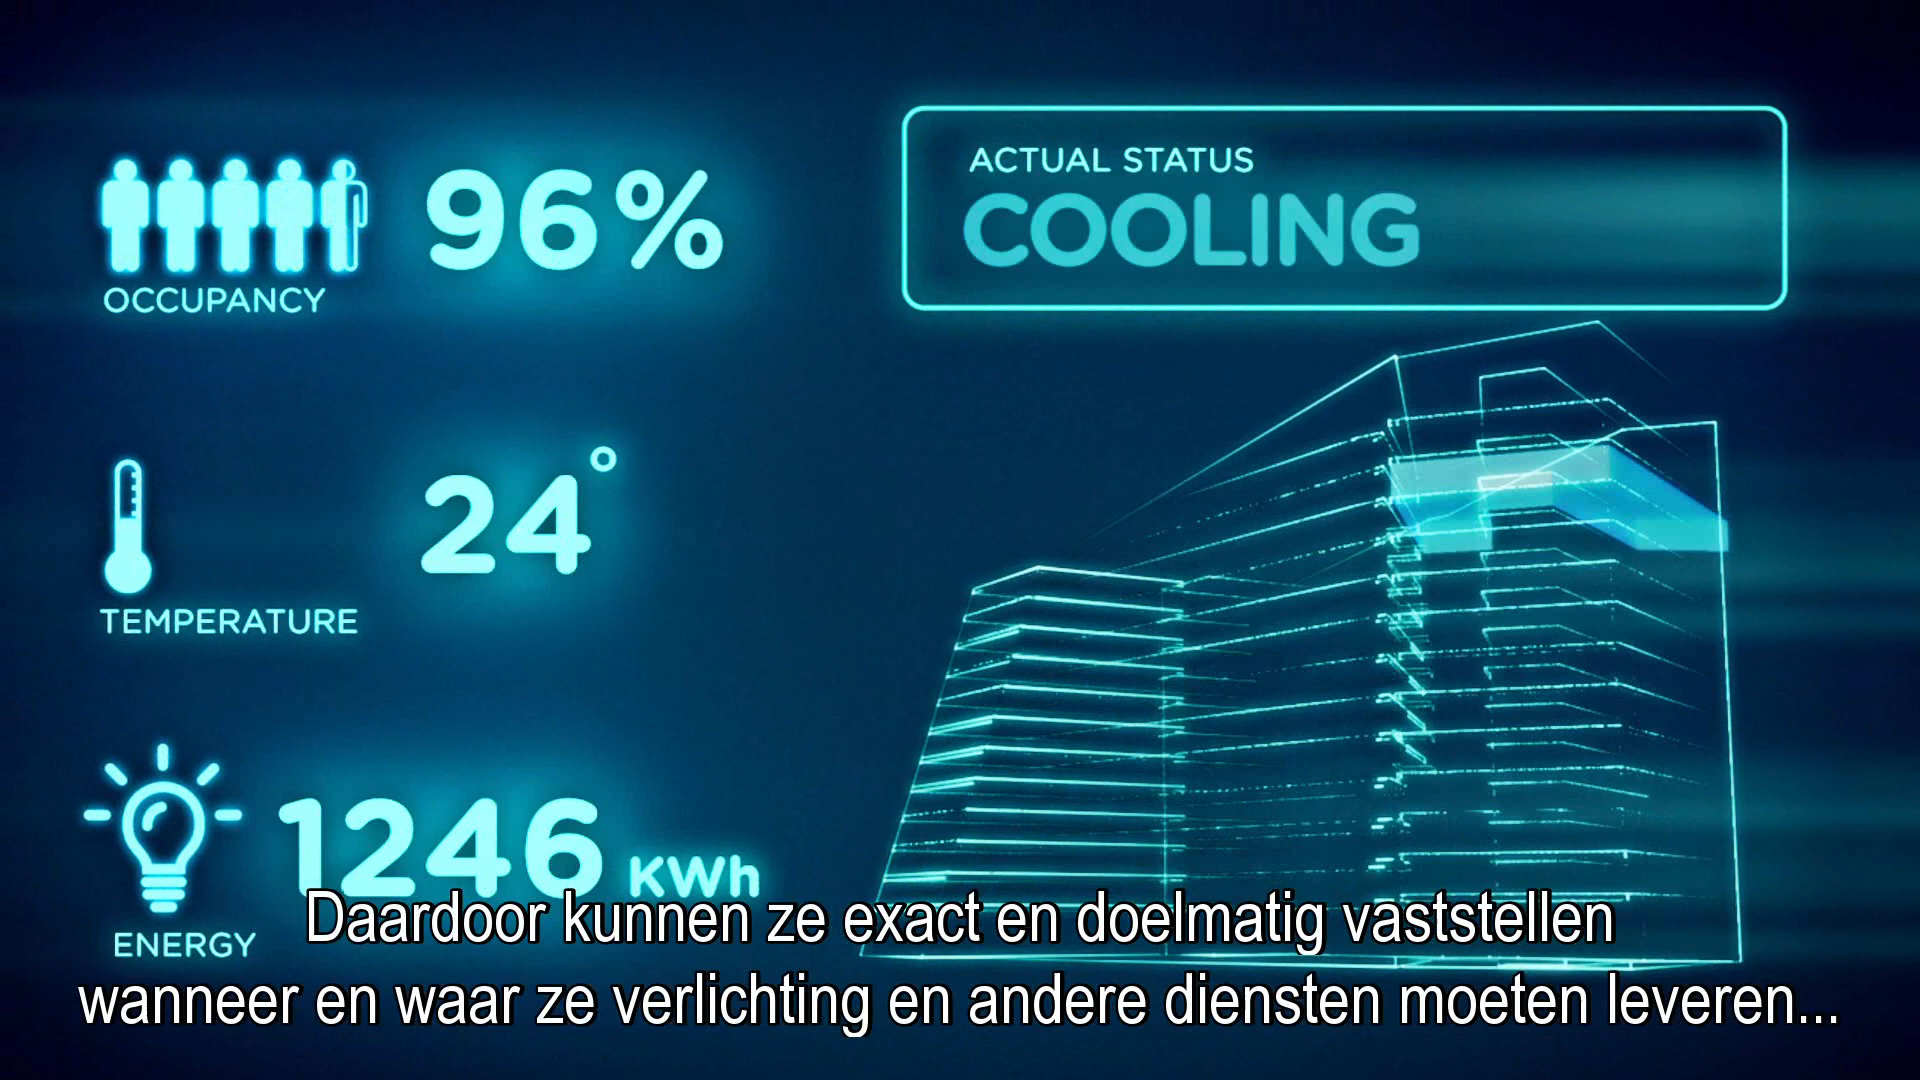 96%
OCCUPANCY
ACTUAL STATUS
COOLING
24°
TEMPERATURE
1246 KWh
ENERGY
Daardoor kunnen ze exact en doelmatig vaststellen
wanneer en waar ze verlichting en andere diensten moeten leveren...